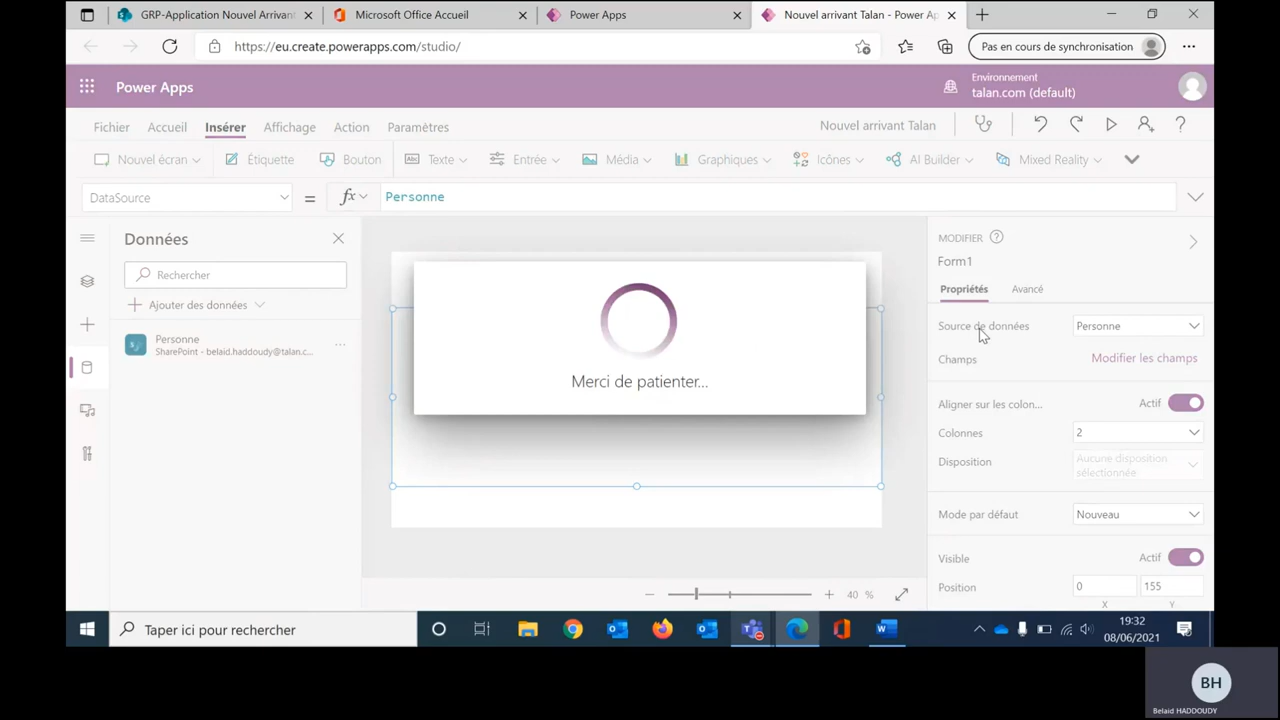 GRP-Application Nouvel Arrivant
Microsoft Office Accueil
Power Apps
Nouvel arrivant Talan - Power Ap
https://eu.create.powerapps.com/studio/
Pas en cours de synchronisation
Power Apps
Environnement
talan.com (default)
Fichier Accueil Insérer Affichage Action Paramètres
Nouvel arrivant Talan
Nouvel écran Étiquette Bouton Abc Texte Entrée Média Graphiques Icônes AI Builder Mixed Reality
DataSource = fx Personne
Données
Rechercher
Ajouter des données
Personne
SharePoint - belaid.haddoudy@talan.c...
Merci de patienter...
40 %
MODIFIER
Form1
Propriétés Avancé
Source de données Personne
Champs Modifier les champs
Aligner sur les colon... Actif
Colonnes 2
Disposition Aucune disposition
sélectionnée
Mode par défaut Nouveau
Visible Actif
Position 0 155
X Y
Taper ici pour rechercher
19:32
08/06/2021
BH
Belaid HADDOUDY